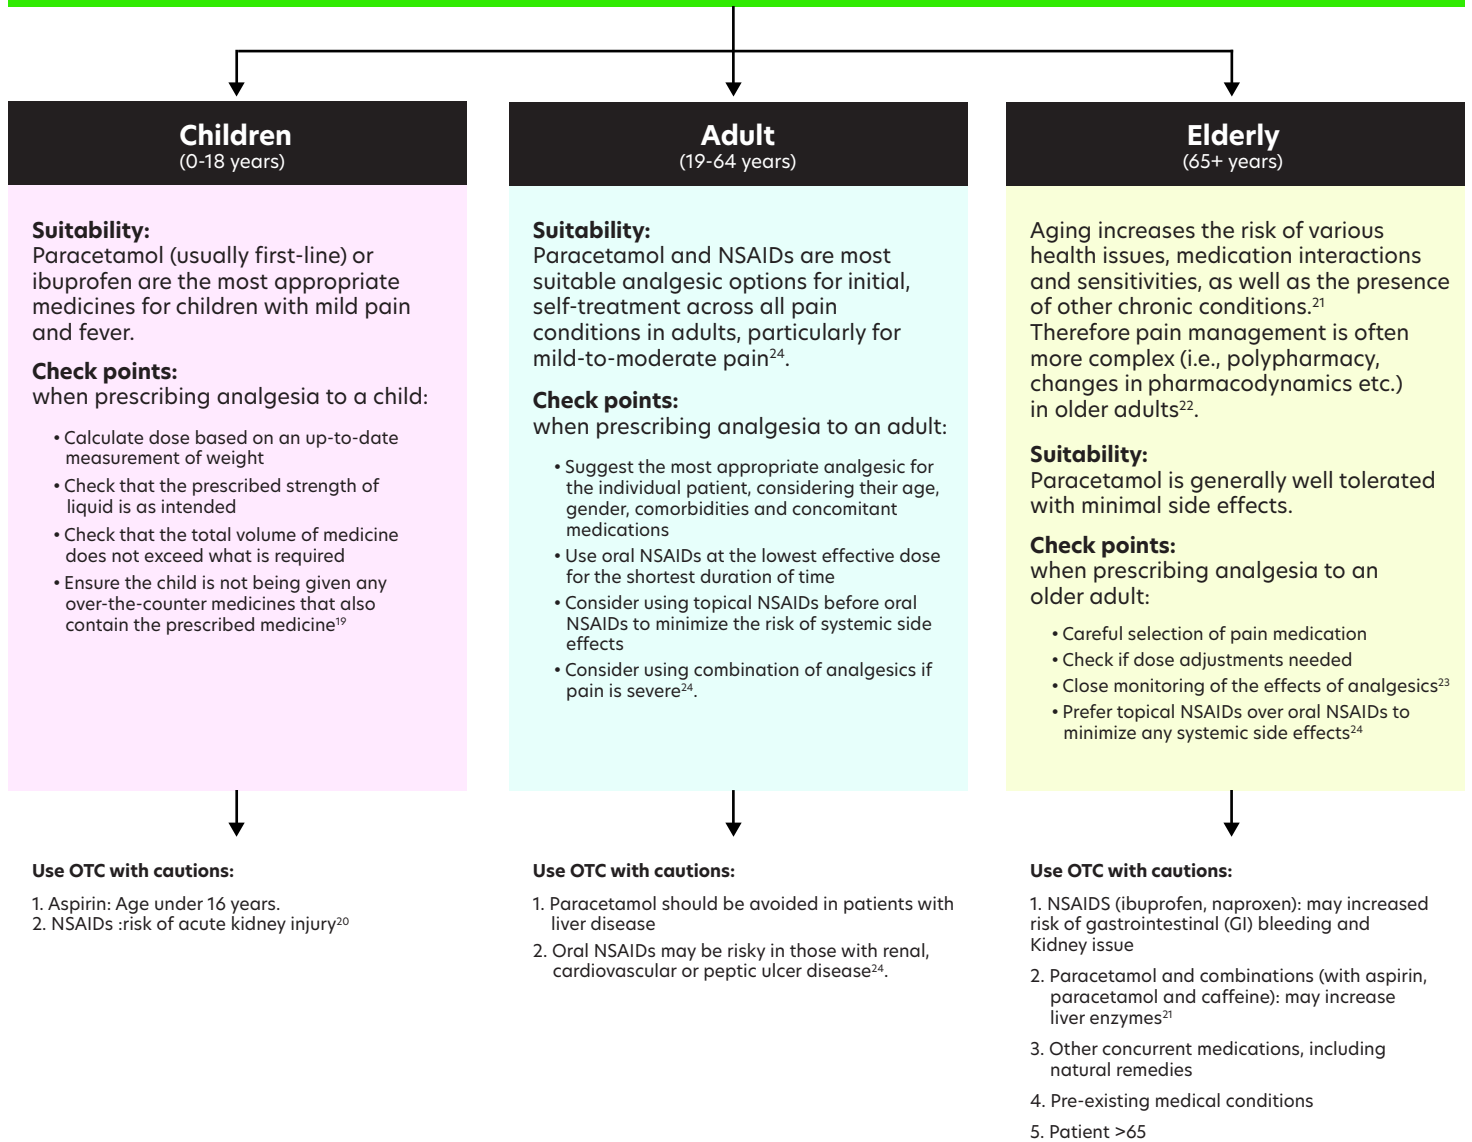 Children
(0-18 years)
Suitability:
Paracetamol (usually first-line) or
ibuprofen are the most appropriate
medicines for children with mild pain
and fever.
Check points:
when prescribing analgesia to a child:
• Calculate dose based on an up-to-date
measurement of weight
• Check that the prescribed strength of
liquid is as intended
• Check that the total volume of medicine
does not exceed what is required
• Ensure the child is not being given any
over-the-counter medicines that also
contain the prescribed medicine¹⁹
Use OTC with cautions:
1. Aspirin: Age under 16 years.
2. NSAIDs :risk of acute kidney injury²⁰
Adult
(19-64 years)
Suitability:
Paracetamol and NSAIDs are most
suitable analgesic options for initial,
self-treatment across all pain
conditions in adults, particularly for
mild-to-moderate pain²⁴.
Check points:
when prescribing analgesia to an adult:
• Suggest the most appropriate analgesic for
the individual patient, considering their age,
gender, comorbidities and concomitant
medications
• Use oral NSAIDs at the lowest effective dose
for the shortest duration of time
• Consider using topical NSAIDs before oral
NSAIDs to minimize the risk of systemic side
effects
• Consider using combination of analgesics if
pain is severe²⁴.
Use OTC with cautions:
1. Paracetamol should be avoided in patients with
liver disease
2. Oral NSAIDs may be risky in those with renal,
cardiovascular or peptic ulcer disease²⁴.
Elderly
(65+ years)
Aging increases the risk of various
health issues, medication interactions
and sensitivities, as well as the presence
of other chronic conditions.²¹
Therefore pain management is often
more complex (i.e., polypharmacy,
changes in pharmacodynamics etc.)
in older adults²².
Suitability:
Paracetamol is generally well tolerated
with minimal side effects.
Check points:
when prescribing analgesia to an
older adult:
• Careful selection of pain medication
• Check if dose adjustments needed
• Close monitoring of the effects of analgesics²³
• Prefer topical NSAIDs over oral NSAIDs to
minimize any systemic side effects²⁴
Use OTC with cautions:
1. NSAIDS (ibuprofen, naproxen): may increased
risk of gastrointestinal (GI) bleeding and
Kidney issue
2. Paracetamol and combinations (with aspirin,
paracetamol and caffeine): may increase
liver enzymes²¹
3. Other concurrent medications, including
natural remedies
4. Pre-existing medical conditions
5. Patient >65